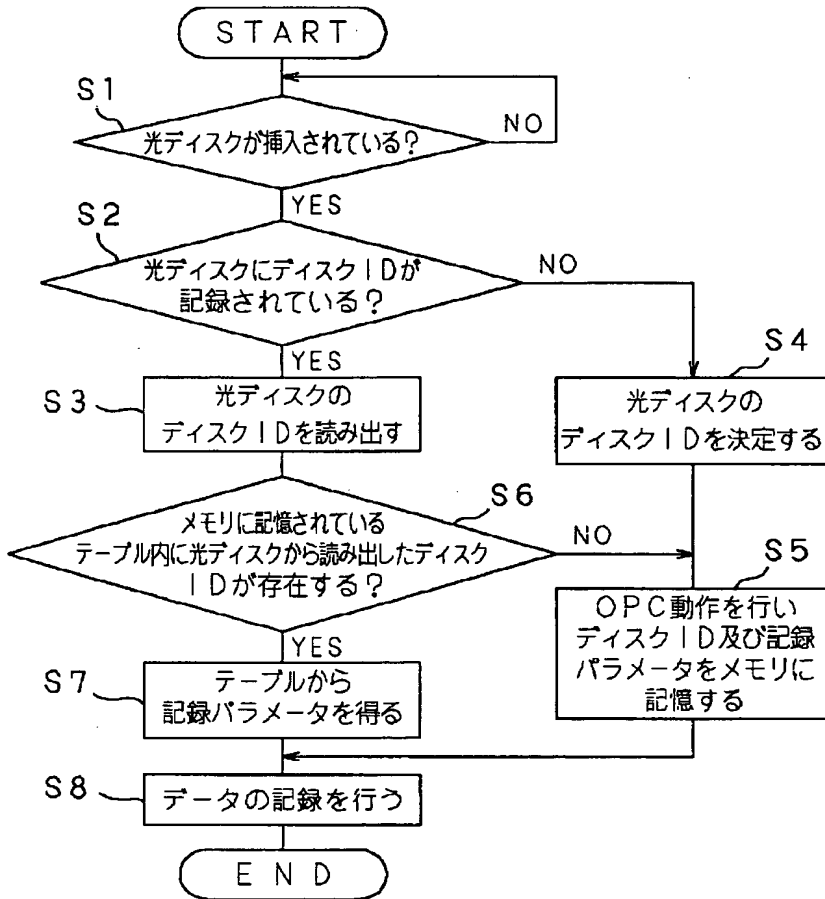 START
S1
光ディスクが挿入されている?
NO
YES
S2
光ディスクにディスクIDが
記録されている?
NO
YES
S3
光ディスクの
ディスクIDを読み出す
S4
光ディスクの
ディスクIDを決定する
S6
メモリに記憶されている
テーブル内に光ディスクから読み出したディスク
IDが存在する?
NO
YES
S5
OPC動作を行い
ディスクID及び記録
パラメータをメモリに
記憶する
S7
テーブルから
記録パラメータを得る
S8
データの記録を行う
END